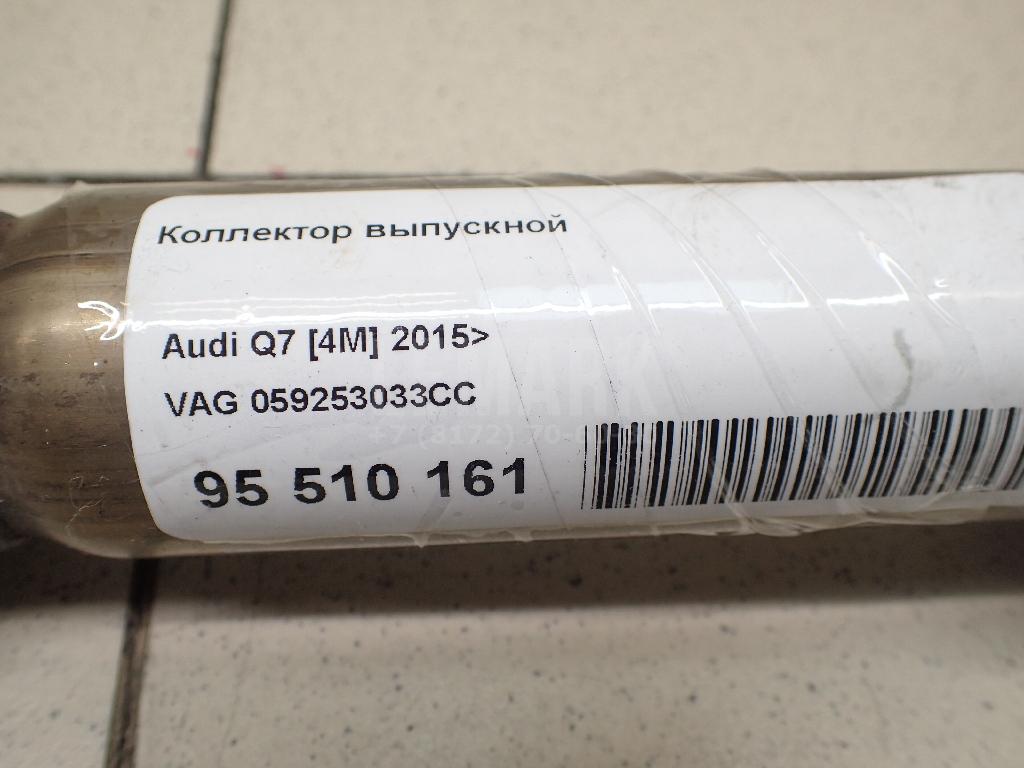 Коллектор выпускной
Audi Q7 [4M] 2015>
VAG 059253033CC
95 510 161